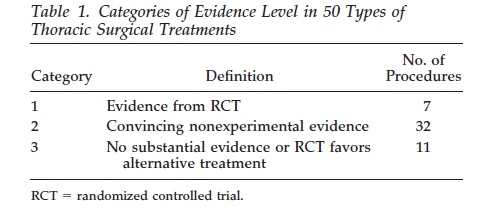 Table 1. Categories of Evidence Level in 50 Types of
Thoracic Surgical Treatments
No. of
Category Definition Procedures
1 Evidence from RCT 7
2 Convincing nonexperimental evidence 32
3 No substantial evidence or RCT favors 11
alternative treatment
RCT = randomized controlled trial.